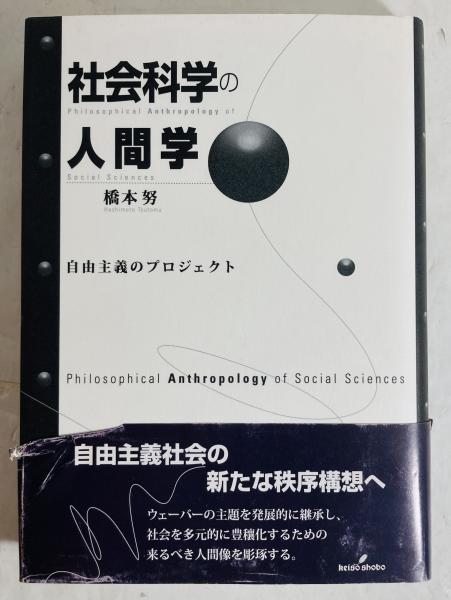 社会科学の
Philosophical Anthropology of
人間学
Social Sciences
橋本 努
Hashimoto Tsutomu
自由主義のプロジェクト
Philosophical Anthropology of Social Sciences
自由主義社会の
新たな秩序構想へ
ウェーバーの主題を発展的に継承し、
社会を多元的に豊穣化するための
来るべき人間像を彫琢する。
keiso shobo